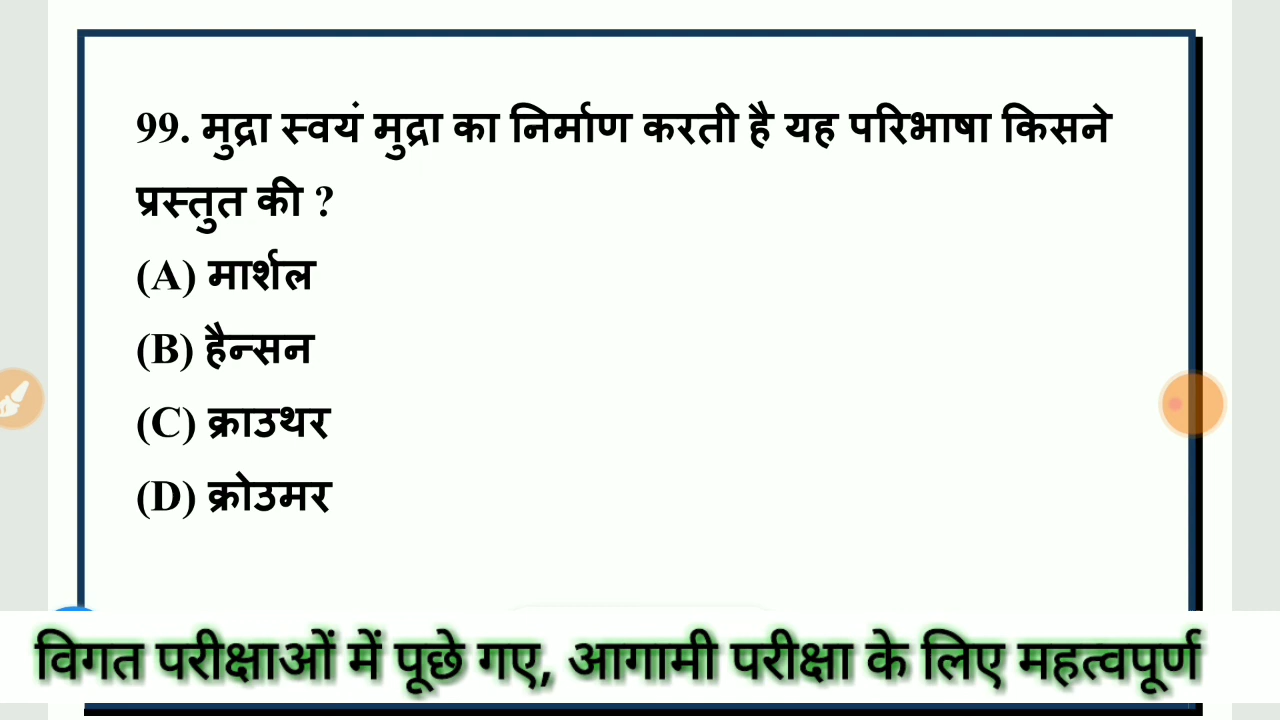 99. मुद्रा स्वयं मुद्रा का निर्माण करती है यह परिभाषा किसने
प्रस्तुत की ?
(A) मार्शल
(B) हैन्सन
(C) क्राउथर
(D) क्रोउमर
विगत परीक्षाओं में पूछे गए, आगामी परीक्षा के लिए महत्वपूर्ण